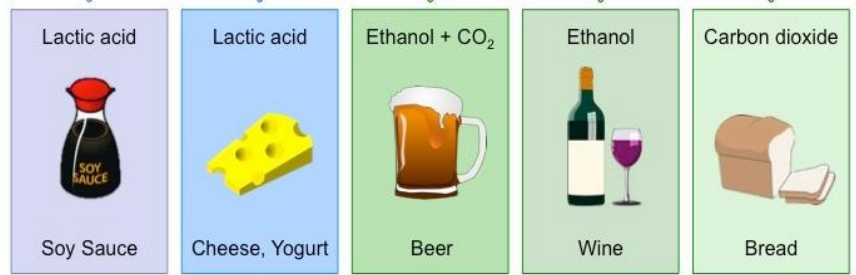 Lactic acid
SOY
SAUCE
Soy Sauce
Lactic acid
Cheese, Yogurt
Ethanol + CO₂
Beer
Ethanol
Wine
Carbon dioxide
Bread